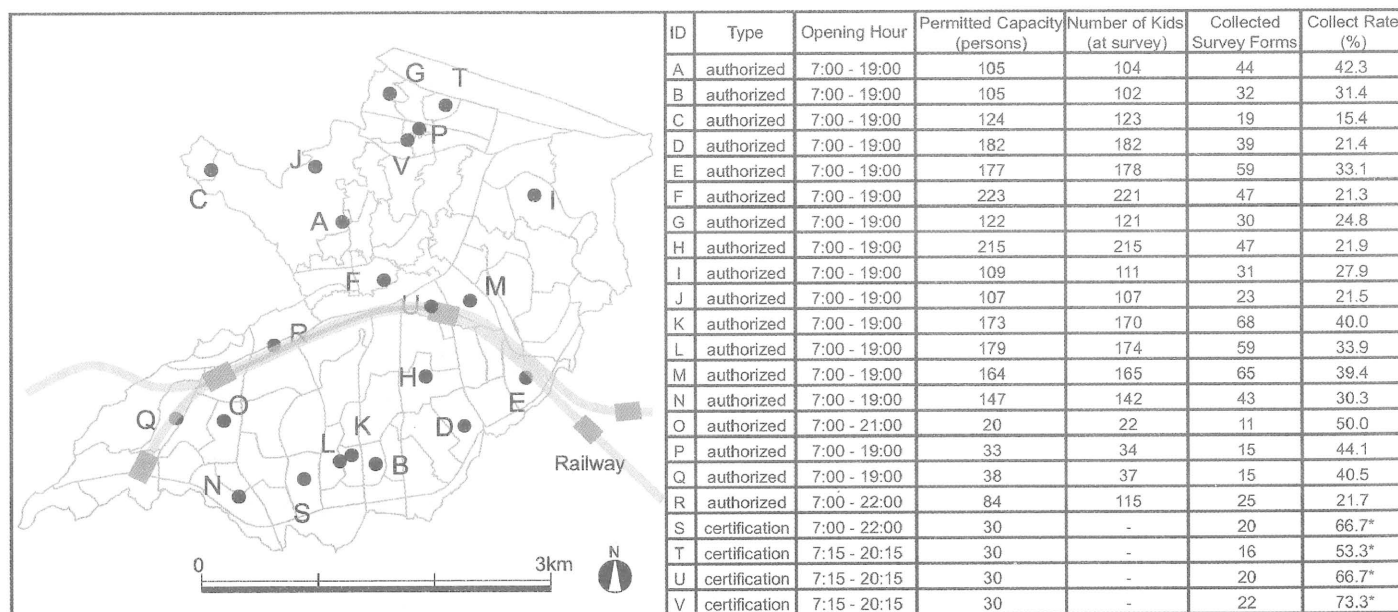 G T
P
V
J
C
I
A
F
M
U
R
H
E
Q O
K
D
L
B
Railway
N
S
0 3km
N
ID Type Opening Hour Permitted Capacity (persons) Number of Kids (at survey) Collected Survey Forms Collect Rate (%)
A authorized 7:00 - 19:00 105 104 44 42.3
B authorized 7:00 - 19:00 105 102 32 31.4
C authorized 7:00 - 19:00 124 123 19 15.4
D authorized 7:00 - 19:00 182 182 39 21.4
E authorized 7:00 - 19:00 177 178 59 33.1
F authorized 7:00 - 19:00 223 221 47 21.3
G authorized 7:00 - 19:00 122 121 30 24.8
H authorized 7:00 - 19:00 215 215 47 21.9
I authorized 7:00 - 19:00 109 111 31 27.9
J authorized 7:00 - 19:00 107 107 23 21.5
K authorized 7:00 - 19:00 173 170 68 40.0
L authorized 7:00 - 19:00 179 174 59 33.9
M authorized 7:00 - 19:00 164 165 65 39.4
N authorized 7:00 - 19:00 147 142 43 30.3
O authorized 7:00 - 21:00 20 22 11 50.0
P authorized 7:00 - 19:00 33 34 15 44.1
Q authorized 7:00 - 19:00 38 37 15 40.5
R authorized 7:00 - 22:00 84 115 25 21.7
S certification 7:00 - 22:00 30 - 20 66.7*
T certification 7:15 - 20:15 30 - 16 53.3*
U certification 7:15 - 20:15 30 - 20 66.7*
V certification 7:15 - 20:15 30 - 22 73.3*